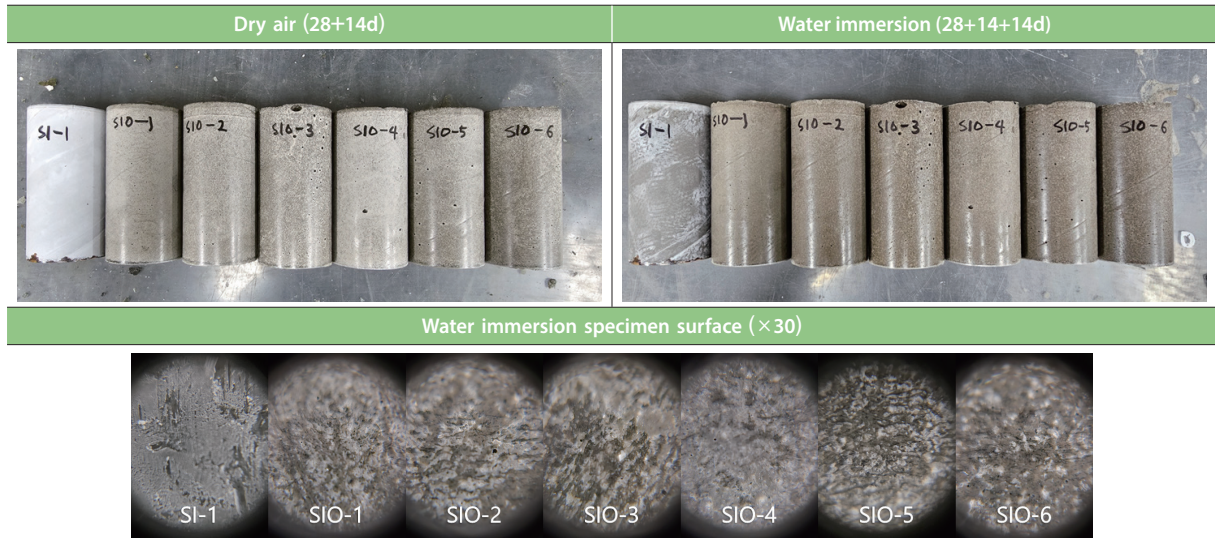 Dry air (28+14d)
Water immersion (28+14+14d)
SI-1 SIO-1 SIO-2 SIO-3 SIO-4 SIO-5 SIO-6
SI-1 SIO-1 SIO-2 SIO-3 SIO-4 SIO-5 SIO-6
Water immersion specimen surface (×30)
SI-1 SIO-1 SIO-2 SIO-3 SIO-4 SIO-5 SIO-6